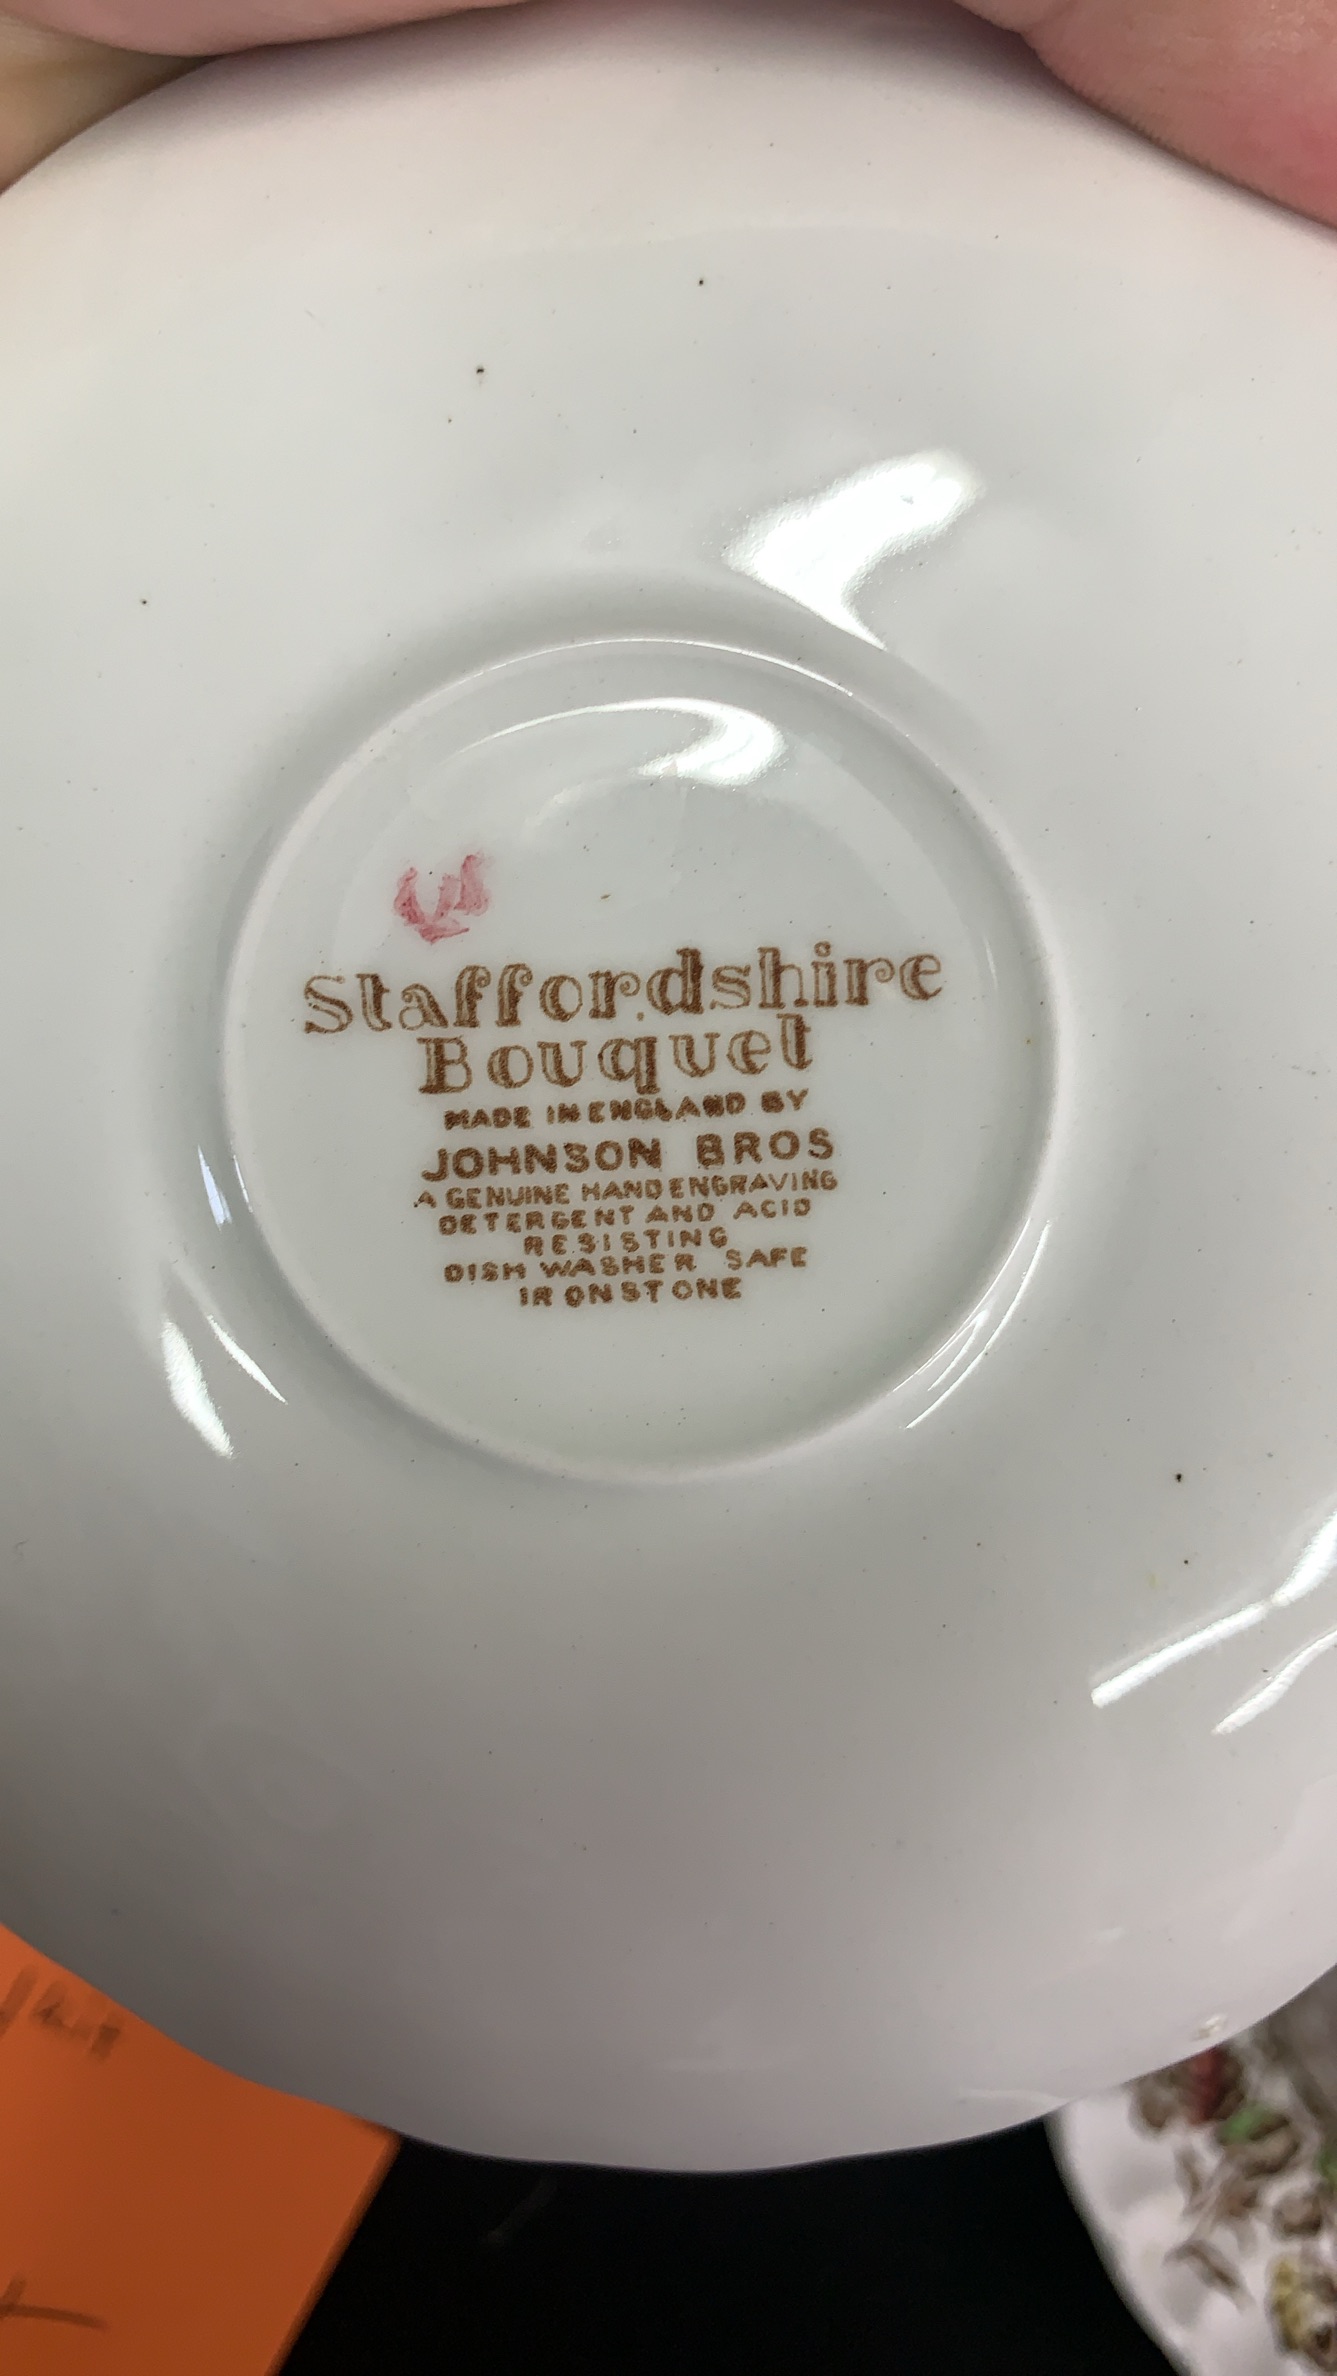 Staffordshire
Bouquet
MADE IN ENGLAND BY
JOHNSON BROS
A GENUINE HAND ENGRAVING
DETERGENT AND ACID
RESISTING
DISH WASHER SAFE
IRONSTONE